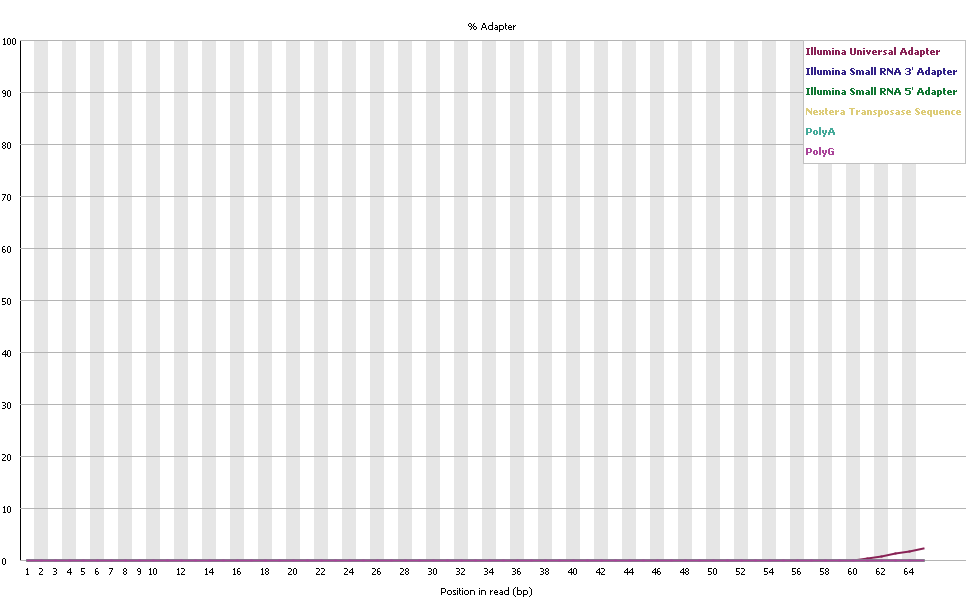 % Adapter
100
90
80
70
60
50
40
30
20
10
0
Illumina Universal Adapter
Illumina Small RNA 3' Adapter
Illumina Small RNA 5' Adapter
Nextera Transposase Sequence
PolyA
PolyG
1 2 3 4 5 6 7 8 9 10 12 14 16 18 20 22 24 26 28 30 32 34 36 38 40 42 44 46 48 50 52 54 56 58 60 62 64
Position in read (bp)